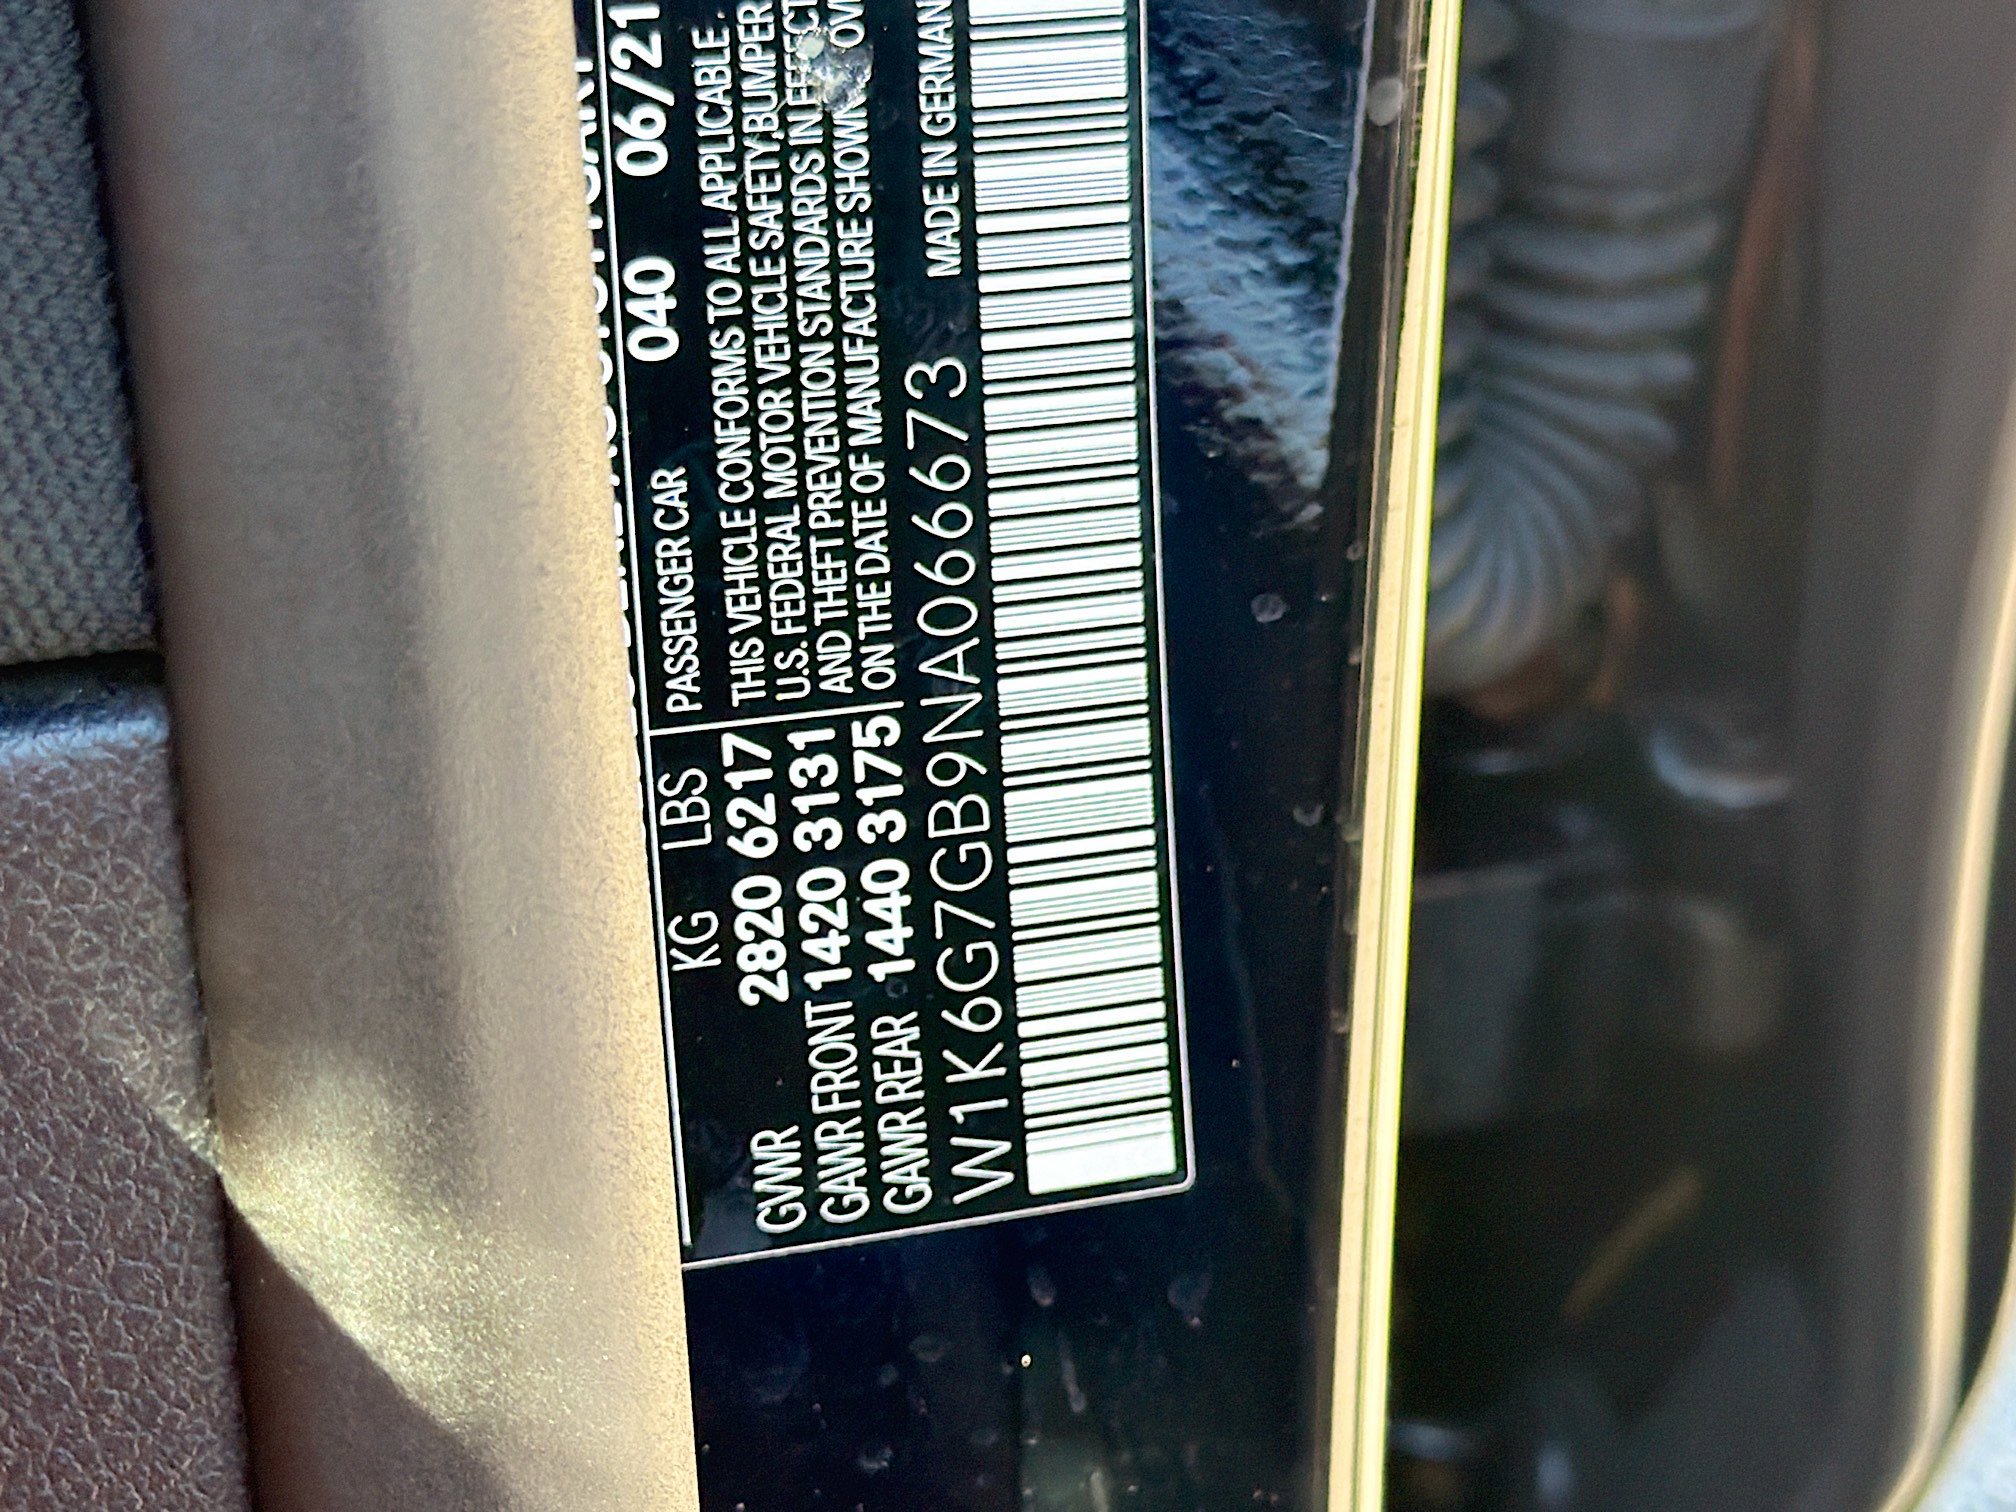 040 06/21
KG LBS PASSENGER CAR
GVWR 2820 6217 THIS VEHICLE CONFORMS TO ALL APPLICABLE
GAWR FRONT 1420 3131 U.S. FEDERAL MOTOR VEHICLE SAFETY, BUMPER
GAWR REAR 1440 3175 AND THEFT PREVENTION STANDARDS IN EFFECT
ON THE DATE OF MANUFACTURE SHOWN
W1K6G7GB9NA066673 MADE IN GERMAN